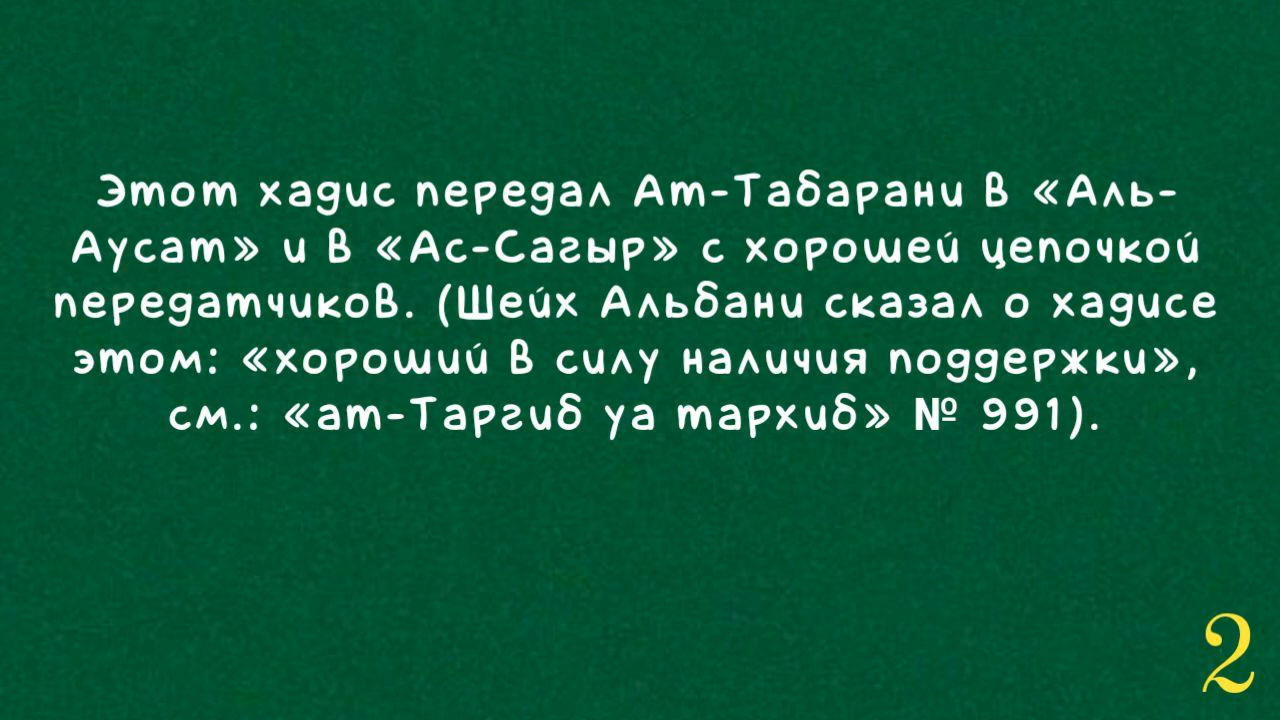 Этот хадис передал Ат-Табарани в «Аль-
Аусат» и в «Ас-Сагыр» с хорошей цепочкой
передатчиков. (Шейх Альбани сказал о хадисе
этом: «хороший в силу наличия поддержки»,
см.: «ат-Таргиб уа тархиб» № 991).
2